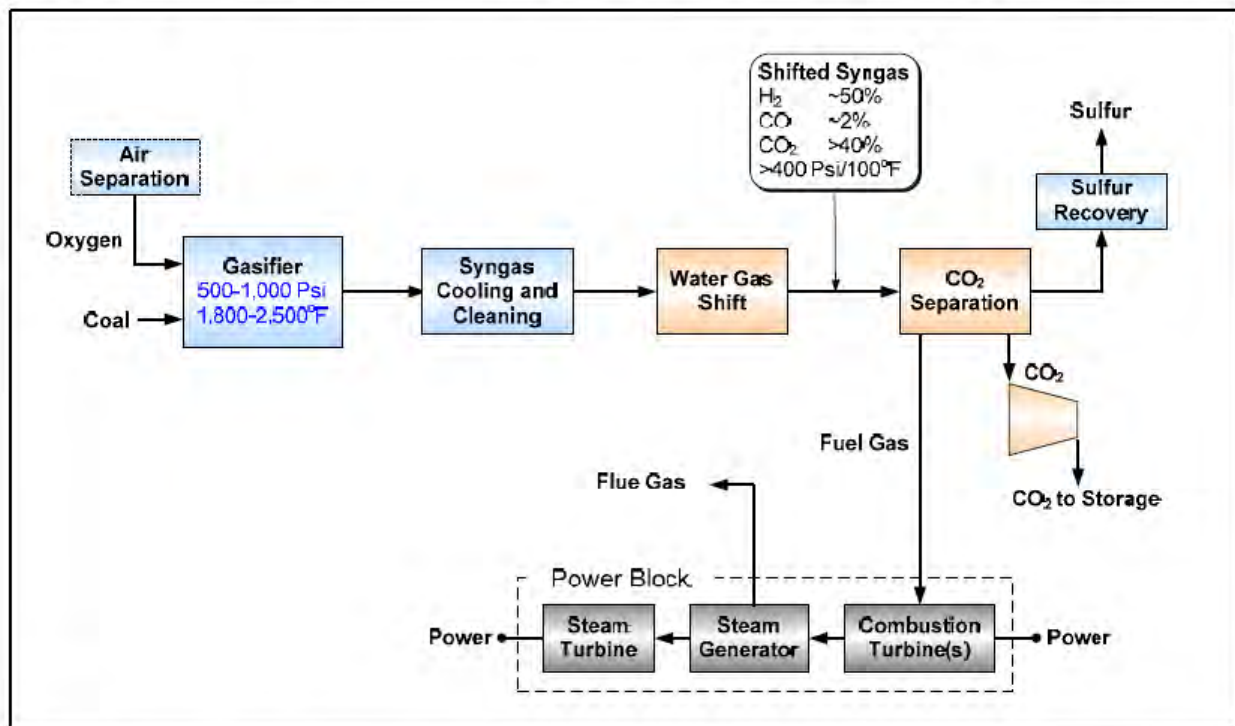 Shifted Syngas
H₂ ~50%
CO ~2%
CO₂ >40%
>400 Psi/100°F
Sulfur
Air
Separation
Sulfur
Recovery
Oxygen
Gasifier
500-1,000 Psi
1,800-2,500°F
Coal
Syngas
Cooling and
Cleaning
Water Gas
Shift
CO₂
Separation
CO₂
Fuel Gas
Flue Gas
CO₂ to Storage
Power Block
Power
Steam
Turbine
Steam
Generator
Combustion
Turbine(s)
Power